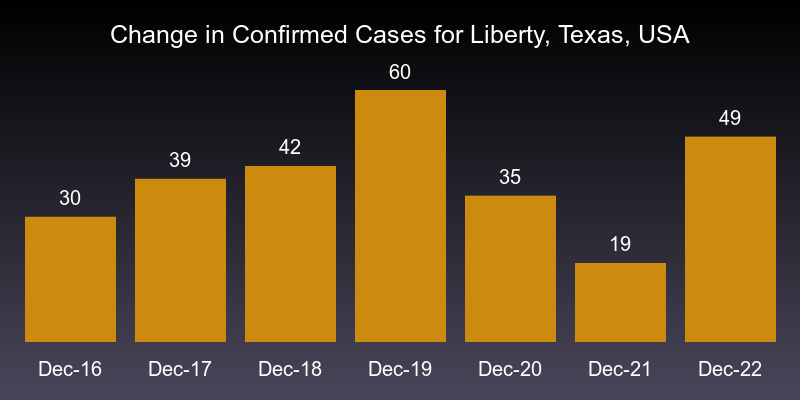 Change in Confirmed Cases for Liberty, Texas, USA
30
39
42
60
35
19
49
Dec-16
Dec-17
Dec-18
Dec-19
Dec-20
Dec-21
Dec-22